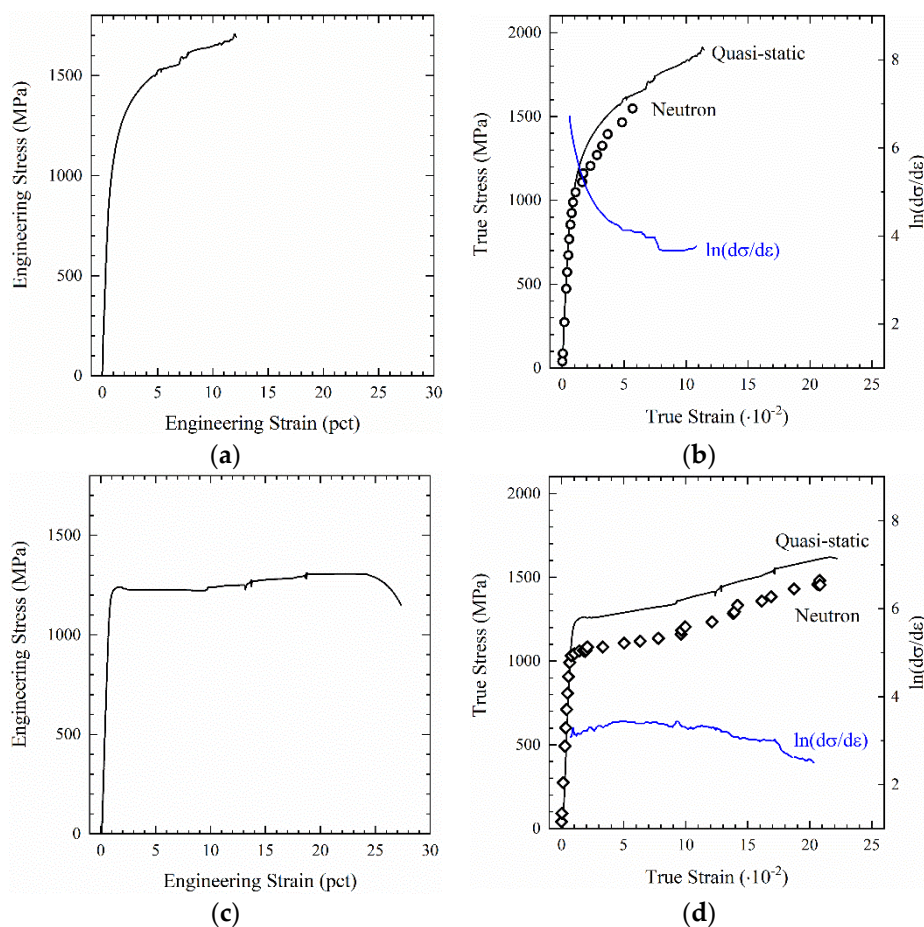 Engineering Stress (MPa)
1500
1000
500
0
0 5 10 15 20 25 30
Engineering Strain (pct)
(a)
True Stress (MPa)
2000
1500
1000
500
0
Quasi-static
Neutron
ln(dσ/dε)
8
6
4
2
ln(dσ/dε)
0 5 10 15 20 25
True Strain (·10⁻²)
(b)
Engineering Stress (MPa)
1500
1000
500
0
0 5 10 15 20 25 30
Engineering Strain (pct)
(c)
True Stress (MPa)
2000
1500
1000
500
0
Quasi-static
Neutron
ln(dσ/dε)
8
6
4
2
ln(dσ/dε)
0 5 10 15 20 25
True Strain (·10⁻²)
(d)